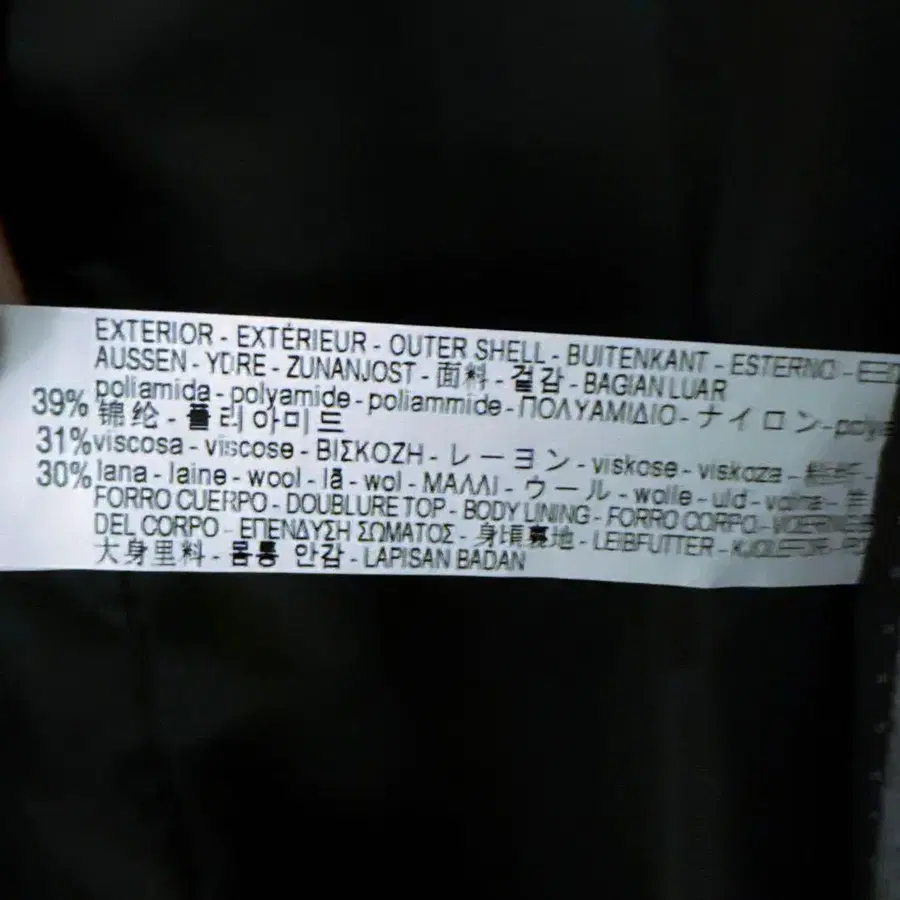 EXTERIOR - EXTÉRIEUR - OUTER SHELL - BUITENKANT - ESTERNO -
AUSSEN - YDRE - ZUNANJOST - 面料 - 겉감 - BAGIAN LUAR
39% poliamida - polyamide - poliammide - ΠΟΛΥΑΜΙΔΙΟ - ナイロン -
锦纶 - 폴리아미드
31% viscosa - viscose - ΒΙΣΚΟΖΗ - レーヨン - viskose - viskoza -
30% lana - laine - wool - lã - wol - ΜΑΛΛΙ - ウール - wolle - uld - volna -
FORRO CUERPO - DOUBLURE TOP - BODY LINING - FORRO CORPO -
DEL CORPO - ΕΠΕΝΔΥΣΗ ΣΩΜΑΤΟΣ - 身頃裏地 - LEIBFUTTER -
大身里料 - 몸통 안감 - LAPISAN BADAN